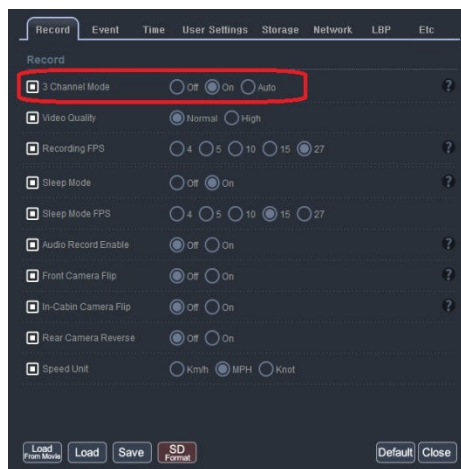 Record Event Time User Settings Storage Network LBP Etc
Record
3 Channel Mode Off On Auto ?
Video Quality Normal High
Recording FPS 4 5 10 15 27 ?
Sleep Mode Off On ?
Sleep Mode FPS 4 5 10 15 27
Audio Record Enable Off On ?
Front Camera Flip Off On ?
In-Cabin Camera Flip Off On ?
Rear Camera Reverse Off On
Speed Unit Km/h MPH Knot
Load From Movie Load Save SD Format Default Close